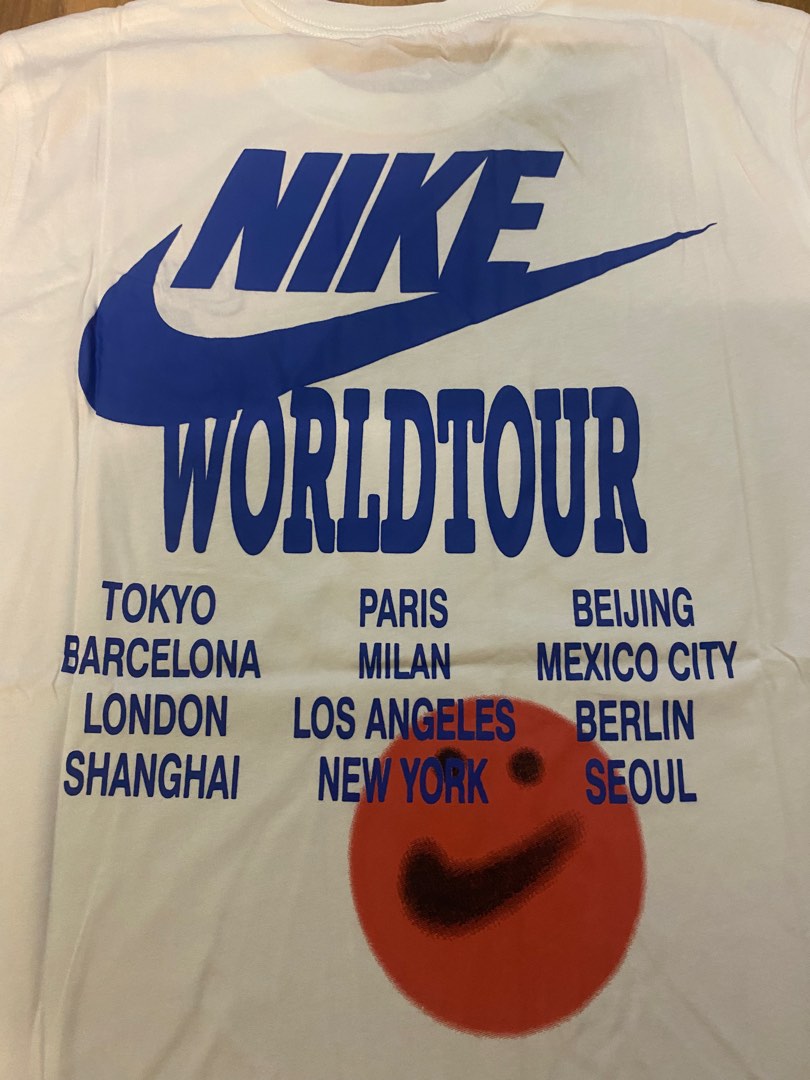 NIKE
WORLDTOUR
TOKYO PARIS BEIJING
BARCELONA MILAN MEXICO CITY
LONDON LOS ANGELES BERLIN
SHANGHAI NEW YORK SEOUL